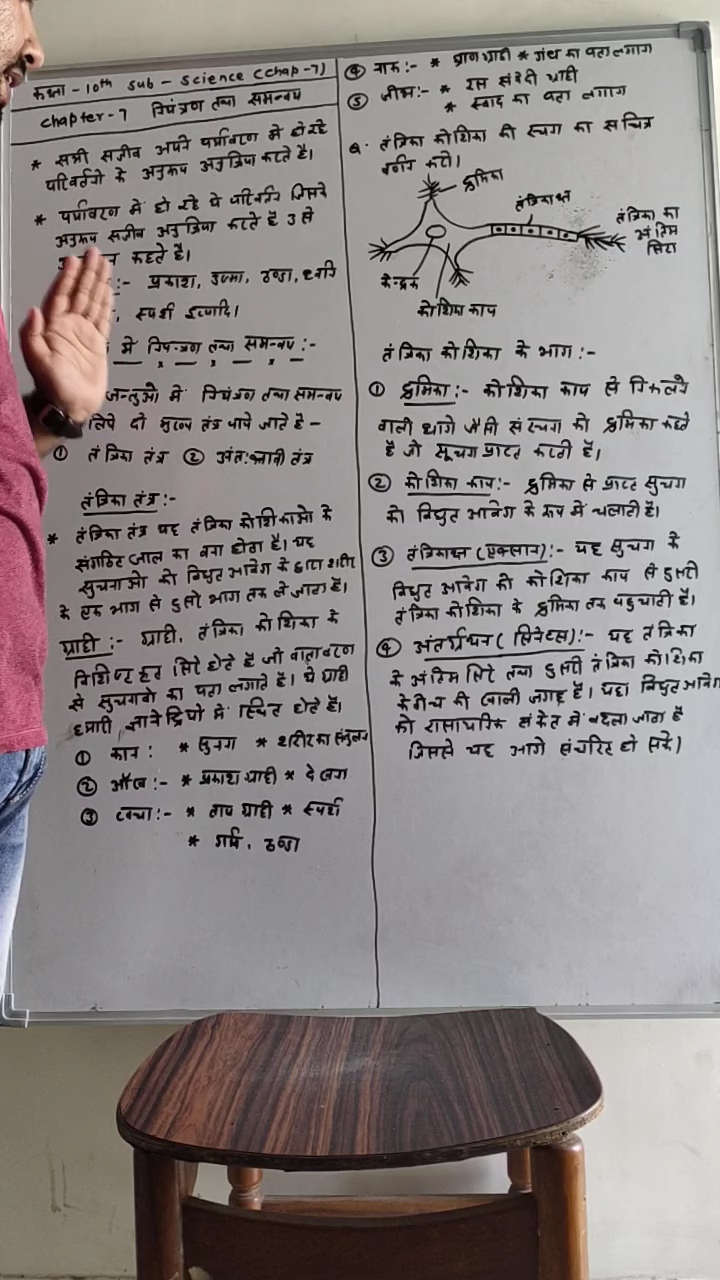 कक्षा - 10th Sub - Science (Chap-7)
Chapter-7 नियंत्रण तथा समन्वय
* सभी सजीव अपने पर्यावरण में हो रहे
परिवर्तनो के अनुरूप अनुक्रिया करते है।
* पर्यावरण में हो रहे ये परिवर्तन जिसके
अनुरूप सजीव अनुक्रिया करते है उसे
कहते है।
:- प्रकाश, ऊष्मा, ठण्डा, ध्वनि
, स्पर्श इत्यादि।
में नियन्त्रण तथा समन्वय :-
जन्तुओ में नियंत्रण तथा समन्वय
लिये दो मुख्य तंत्र पाये जाते है -
① तंत्रिका तंत्र ② अंतःस्रावी तंत्र
तंत्रिका तंत्र :-
* तंत्रिका तंत्र यह तंत्रिका कोशिकाओ के
संगठित जाल का बना होता है। यह
सुचनाओ को विधुत आवेग के द्वारा शरीर
के एक भाग से दुसरे भाग तक ले जाता है।
ग्राही :- ग्राही, तंत्रिका कोशिका के
विशिष्टकृत सिरे होते है जो वातावरण
से सुचनाओ का पता लगाते है। ये ग्राही
हमारी ज्ञानेन्द्रियो में स्थित होते है।
① कान : * सुनना * शरीर का संतुलन
② आँख :- * प्रकाश ग्राही * देखना
③ त्वचा :- * ताप ग्राही * स्पर्श
* गर्म, ठण्डा
④ नाक :- * घ्राण ग्राही * गंध का पता लगाना
⑤ जीभ :- * रस संवेदी ग्राही
* स्वाद का पता लगाना
Q. तंत्रिका कोशिका की रचना का सचित्र
वर्णन करो।
द्रुमिका
तंत्रिकाक्ष
तंत्रिका का
अंतिम
सिरा
केन्द्रक
कोशिका काय
तंत्रिका कोशिका के भाग :-
① द्रुमिका :- कोशिका काय से निकलने
वाली धागे जैसी संरचना को द्रुमिका कहते
है जो सूचना प्राप्त करती है।
② कोशिका काय :- द्रुमिका से प्राप्त सुचना
को विधुत आवेग के रूप में चलाती है।
③ तंत्रिकाक्ष (एक्सान) :- यह सुचना के
विधुत आवेग को कोशिका काय से दुसरी
तंत्रिका कोशिका के द्रुमिका तक पहुचाती है।
④ अंतर्ग्रथन (सिनेप्स) :- यह तंत्रिका
के अंतिम सिरे तथा दुसरी तंत्रिका कोशिका
के बीच की खाली जगह है। यहा विधुत आवेग
को रासायनिक संकेत में बदला जाता है
जिससे यह आगे संचरित हो सके।